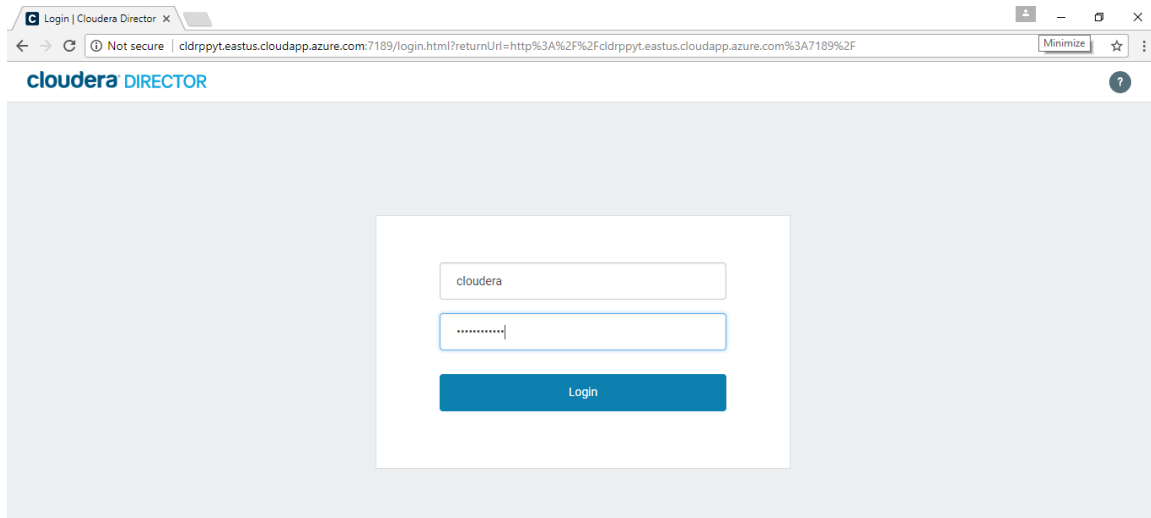 C Login | Cloudera Director ×
Not secure | cldrppyt.eastus.cloudapp.azure.com:7189/login.html?returnUrl=http%3A%2F%2Fcldrppyt.eastus.cloudapp.azure.com%3A7189%2F
Minimize
cloudera DIRECTOR
?
cloudera
••••••••••••
Login